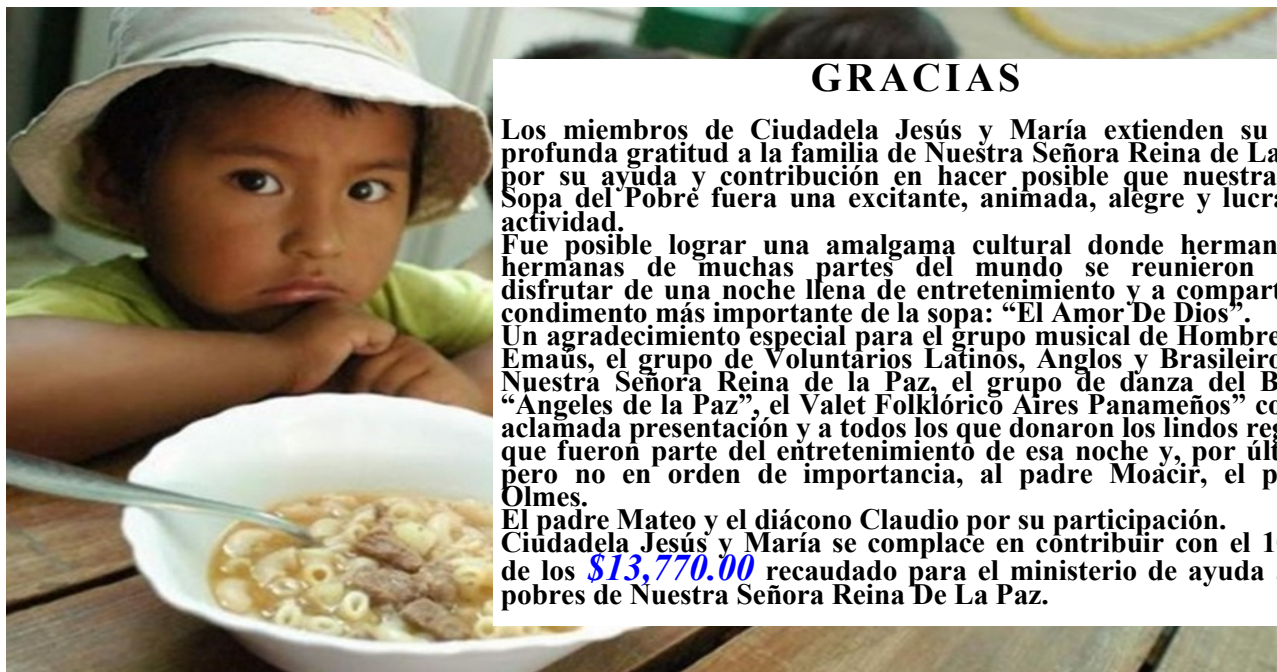 GRACIAS
Los miembros de Ciudadela Jesús y María extienden su
profunda gratitud a la familia de Nuestra Señora Reina de La
por su ayuda y contribución en hacer posible que nuestra
Sopa del Pobre fuera una excitante, animada, alegre y lucra
actividad.
Fue posible lograr una amalgama cultural donde herman
hermanas de muchas partes del mundo se reunieron
disfrutar de una noche llena de entretenimiento y a compart
condimento más importante de la sopa: “El Amor De Dios”.
Un agradecimiento especial para el grupo musical de Hombre
Emaús, el grupo de Voluntarios Latinos, Anglos y Brasileiro
Nuestra Señora Reina de la Paz, el grupo de danza del B
“Angeles de la Paz”, el Valet Folklórico Aires Panameños” co
aclamada presentación y a todos los que donaron los lindos reg
que fueron parte del entretenimiento de esa noche y, por últ
pero no en orden de importancia, al padre Moacir, el p
Olmes.
El padre Mateo y el diácono Claudio por su participación.
Ciudadela Jesús y María se complace en contribuir con el 1
de los $13,770.00 recaudado para el ministerio de ayuda
pobres de Nuestra Señora Reina De La Paz.